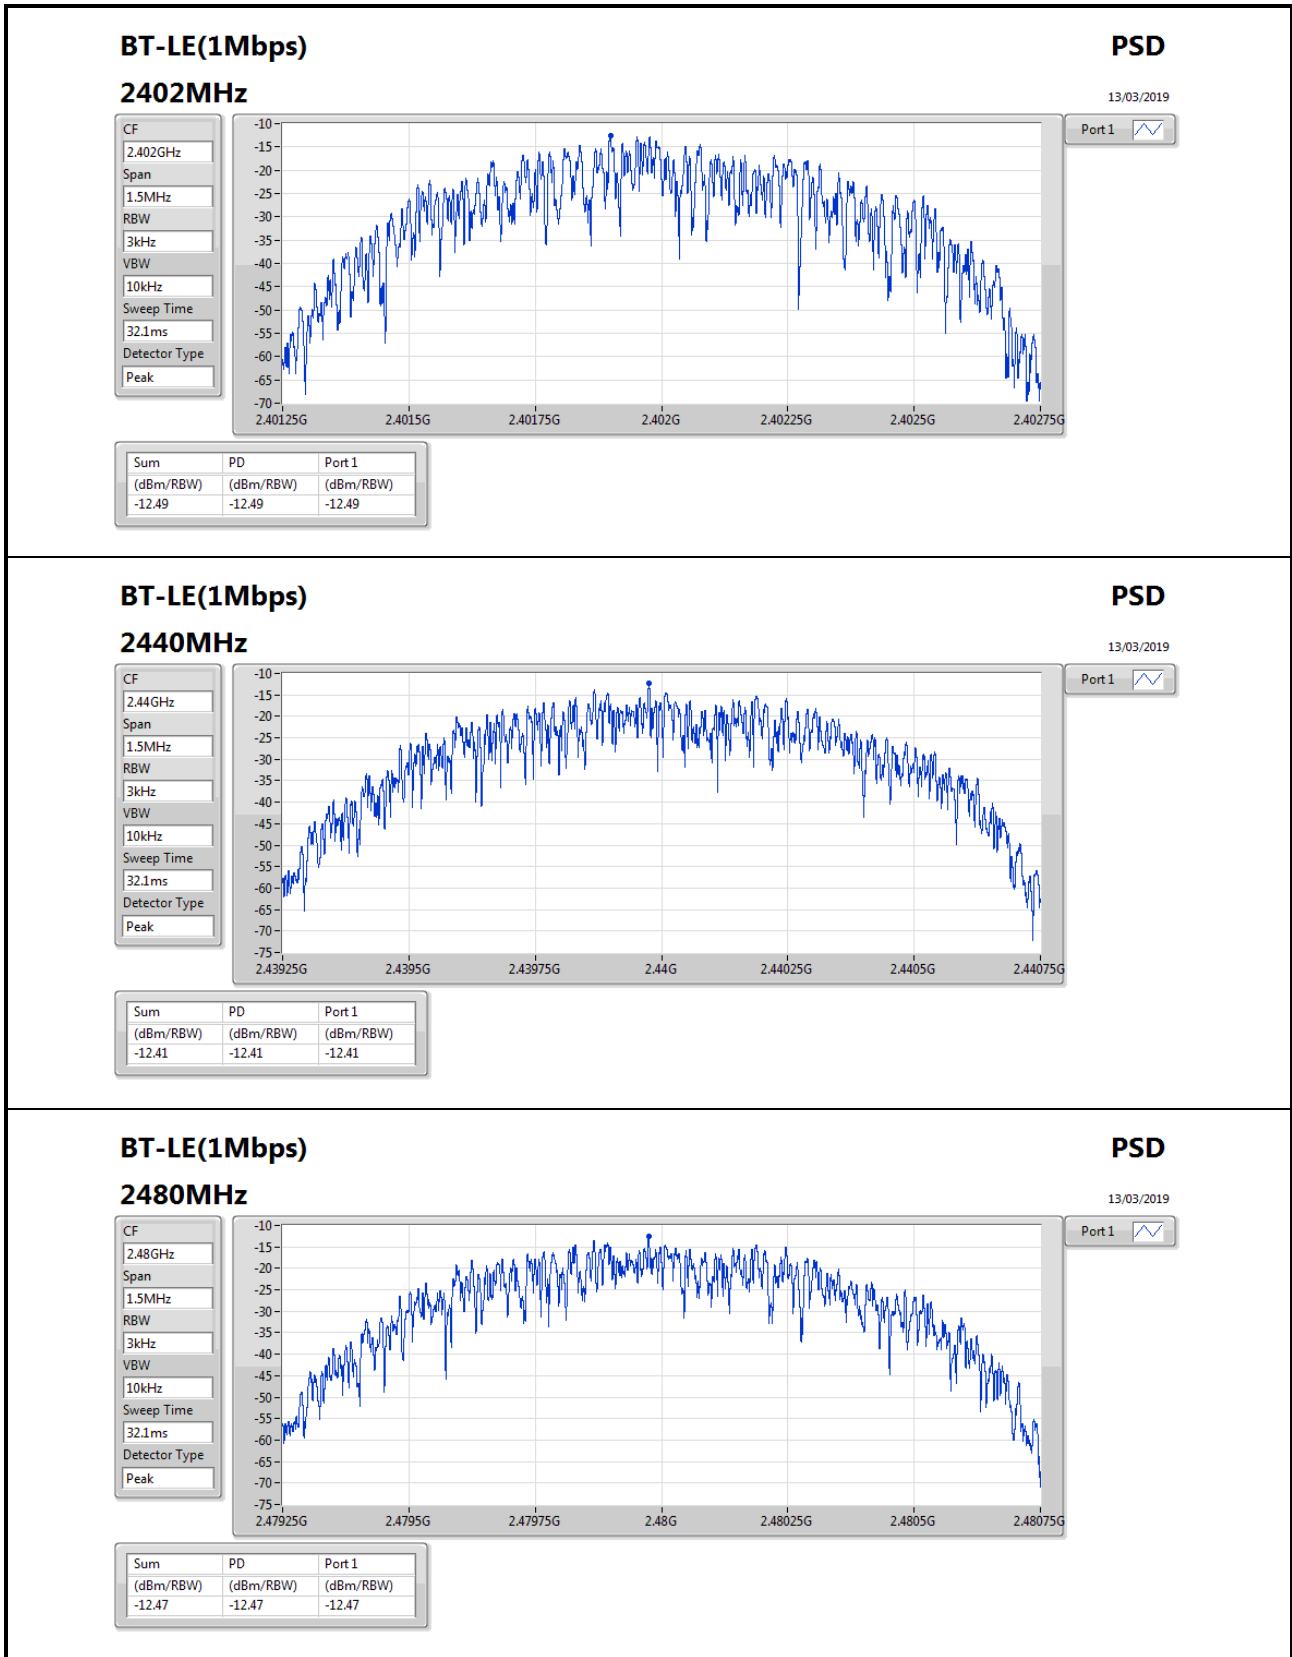 BT-LE(1Mbps)
PSD
2402MHz
13/03/2019
CF
2.402GHz
Span
1.5MHz
RBW
3kHz
VBW
10kHz
Sweep Time
32.1ms
Detector Type
Peak
-10
-15
-20
-25
-30
-35
-40
-45
-50
-55
-60
-65
-70
2.40125G 2.4015G 2.40175G 2.402G 2.40225G 2.4025G 2.40275G
Port 1
Sum PD Port 1
(dBm/RBW) (dBm/RBW) (dBm/RBW)
-12.49 -12.49 -12.49
BT-LE(1Mbps)
PSD
2440MHz
13/03/2019
CF
2.44GHz
Span
1.5MHz
RBW
3kHz
VBW
10kHz
Sweep Time
32.1ms
Detector Type
Peak
-10
-15
-20
-25
-30
-35
-40
-45
-50
-55
-60
-65
-70
-75
2.43925G 2.4395G 2.43975G 2.44G 2.44025G 2.4405G 2.44075G
Port 1
Sum PD Port 1
(dBm/RBW) (dBm/RBW) (dBm/RBW)
-12.41 -12.41 -12.41
BT-LE(1Mbps)
PSD
2480MHz
13/03/2019
CF
2.48GHz
Span
1.5MHz
RBW
3kHz
VBW
10kHz
Sweep Time
32.1ms
Detector Type
Peak
-10
-15
-20
-25
-30
-35
-40
-45
-50
-55
-60
-65
-70
-75
2.47925G 2.4795G 2.47975G 2.48G 2.48025G 2.4805G 2.48075G
Port 1
Sum PD Port 1
(dBm/RBW) (dBm/RBW) (dBm/RBW)
-12.47 -12.47 -12.47